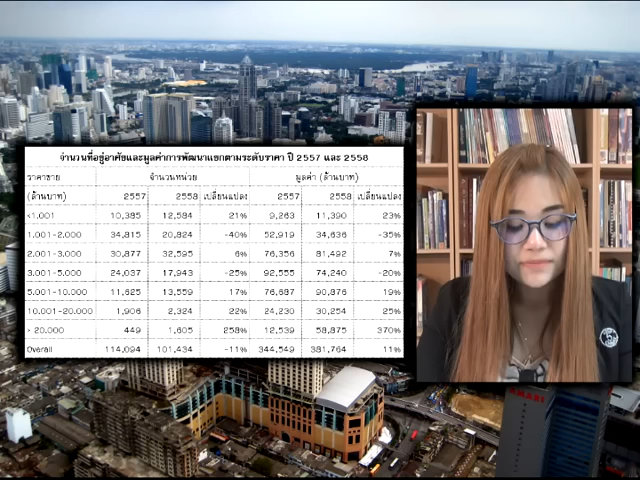 จำนวนที่อยู่อาศัยและมูลค่าการพัฒนาแยกตามระดับราคา ปี 2557 และ 2558
ราคาขาย จำนวนหน่วย มูลค่า (ล้านบาท)
(ล้านบาท) 2557 2558 เปลี่ยนแปลง 2557 2558 เปลี่ยนแปลง
<1.001 10,385 12,584 21% 9,263 11,390 23%
1.001-2.000 34,815 20,824 -40% 52,919 34,636 -35%
2.001-3.000 30,877 32,595 6% 76,356 81,492 7%
3.001-5.000 24,037 17,943 -25% 92,555 74,240 -20%
5.001-10.000 11,625 13,559 17% 76,687 90,876 19%
10.001-20.000 1,906 2,324 22% 24,230 30,254 25%
> 20.000 449 1,605 258% 12,539 58,875 370%
Overall 114,094 101,434 -11% 344,549 381,764 11%